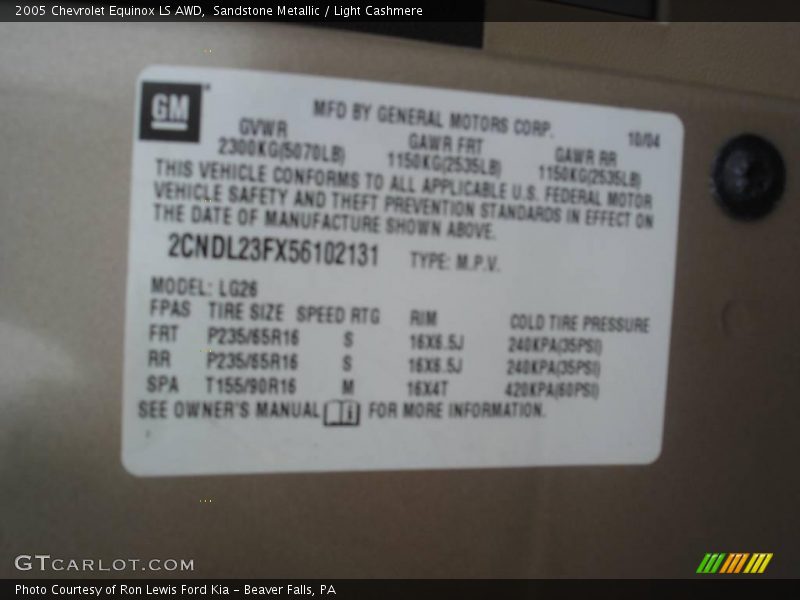 2005 Chevrolet Equinox LS AWD, Sandstone Metallic / Light Cashmere
GM
MFD BY GENERAL MOTORS CORP.
10/04
GVWR GAWR FRT GAWR RR
2300KG(5070LB) 1150KG(2535LB) 1150KG(2535LB)
THIS VEHICLE CONFORMS TO ALL APPLICABLE U.S. FEDERAL MOTOR
VEHICLE SAFETY AND THEFT PREVENTION STANDARDS IN EFFECT ON
THE DATE OF MANUFACTURE SHOWN ABOVE.
2CNDL23FX56102131 TYPE: M.P.V.
MODEL: LG26
FPAS TIRE SIZE SPEED RTG RIM COLD TIRE PRESSURE
FRT P235/65R16 S 16X6.5J 240KPA(35PSI)
RR P235/65R16 S 16X6.5J 240KPA(35PSI)
SPA T155/90R16 M 16X4T 420KPA(60PSI)
SEE OWNER'S MANUAL FOR MORE INFORMATION.
GTCARLOT.COM
Photo Courtesy of Ron Lewis Ford Kia – Beaver Falls, PA